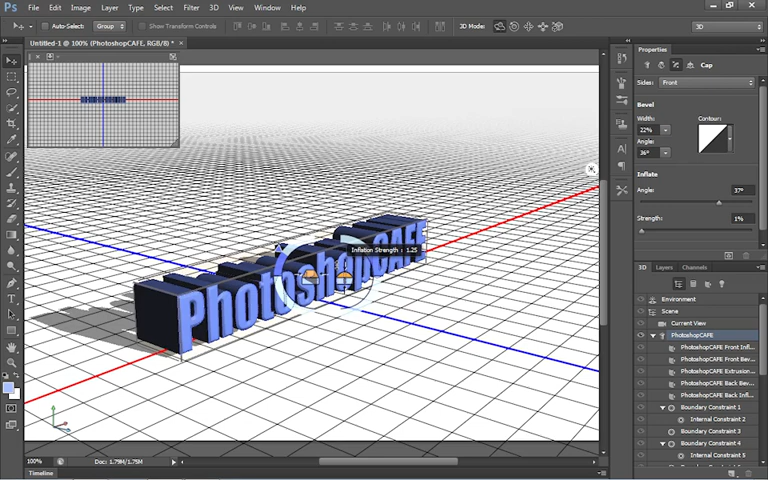 Ps File Edit Image Layer Type Select Filter 3D View Window Help
Auto-Select: Group Show Transform Controls 3D Mode: 3D
Untitled-1 @ 100% (PhotoshopCAFE, RGB/8) * ×
Properties
Cap
Sides: Front
Bevel
Width: Contour:
22%
Angle:
36°
Inflate
Angle: 37°
Strength: 1%
PhotoshopCAFE
Inflation Strength : 1.25
3D Layers Channels
Environment
Scene
Current View
PhotoshopCAFE
PhotoshopCAFE Front Infl...
PhotoshopCAFE Front Bev...
PhotoshopCAFE Extrusion...
PhotoshopCAFE Back Bev...
PhotoshopCAFE Back Infl...
Boundary Constraint 1
Internal Constraint 2
Boundary Constraint 3
Boundary Constraint 4
Internal Constraint 5
100% Doc: 1.79M/1.75M
Timeline